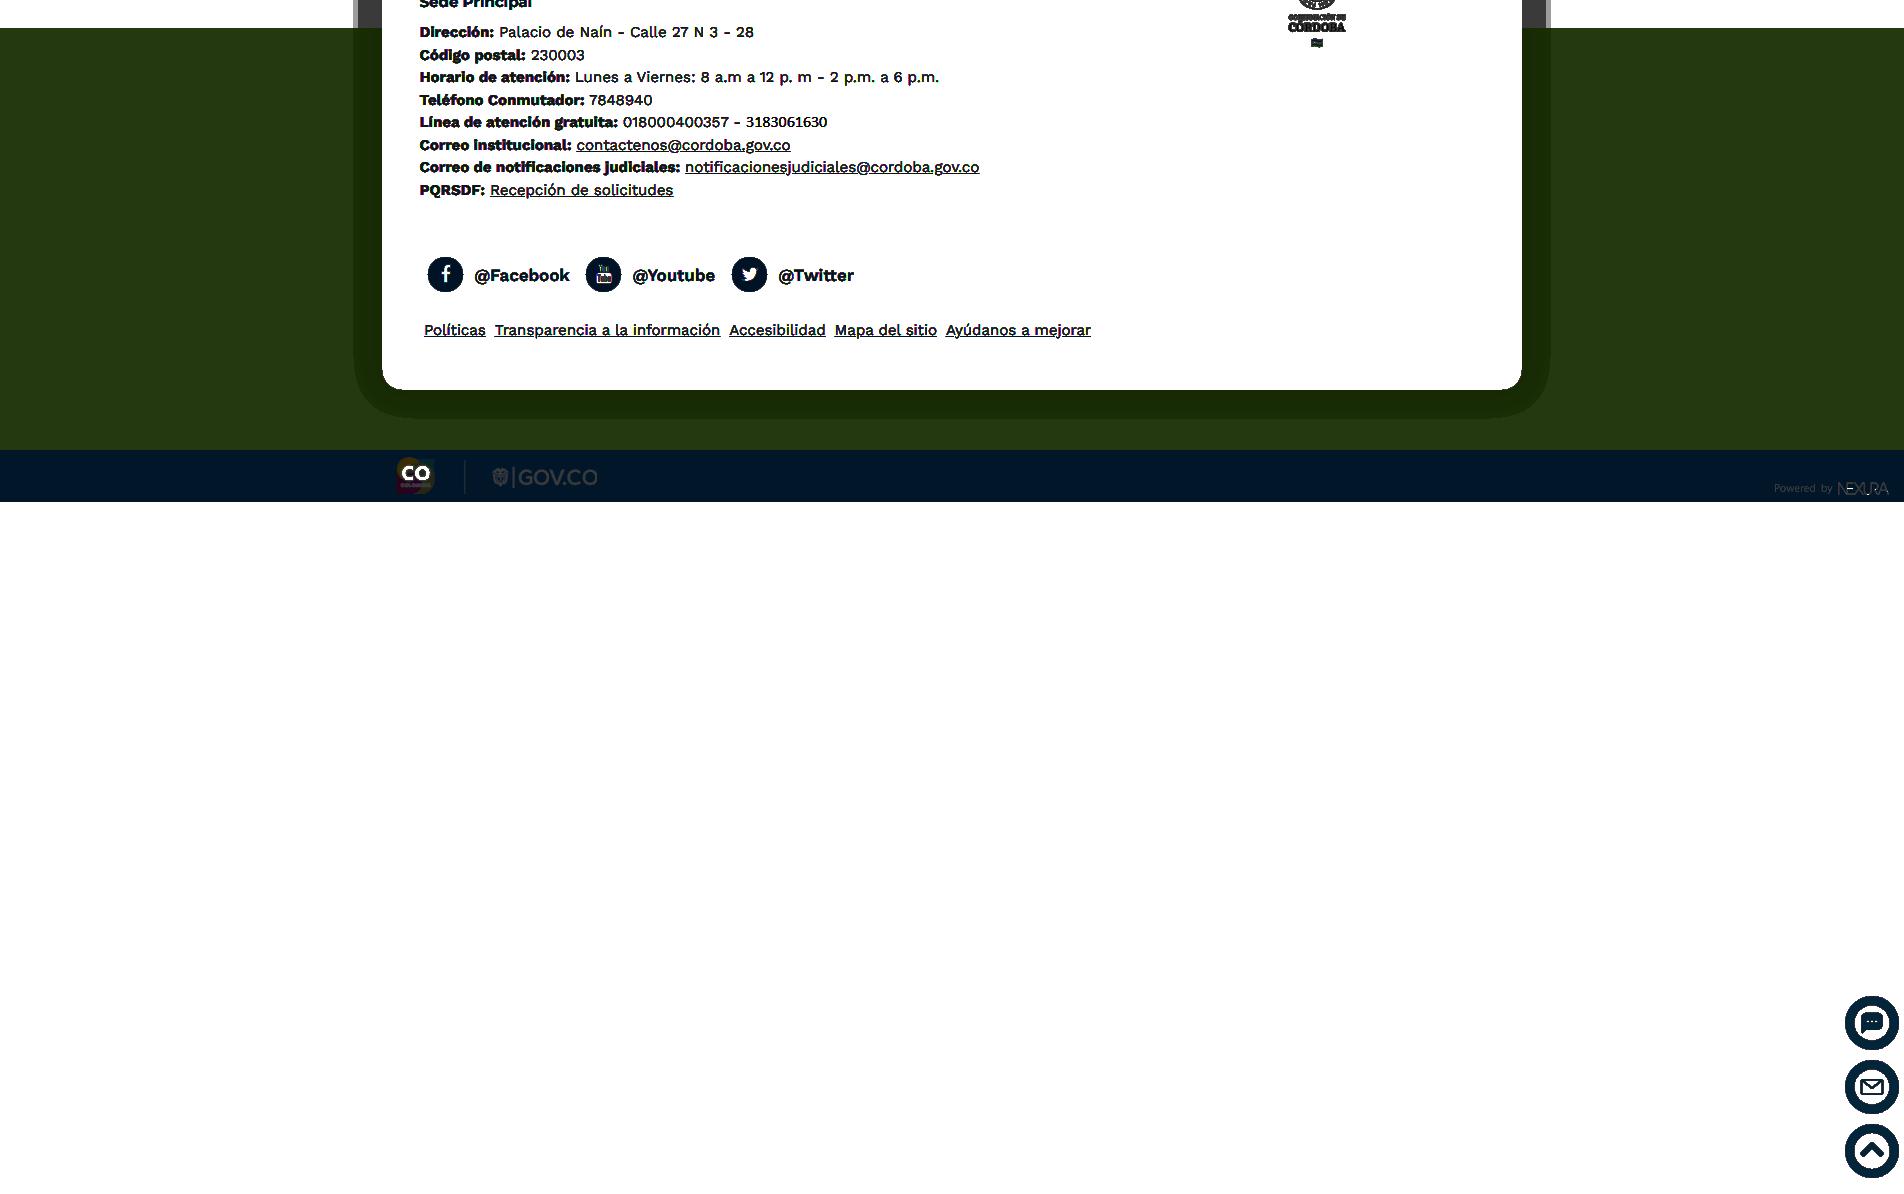 Sede Principal
GOBERNACIÓN DE
CÓRDOBA
Dirección: Palacio de Naín - Calle 27 N 3 - 28
Código postal: 230003
Horario de atención: Lunes a Viernes: 8 a.m a 12 p. m - 2 p.m. a 6 p.m.
Teléfono Conmutador: 7848940
Línea de atención gratuita: 018000400357 - 3183061630
Correo institucional: contactenos@cordoba.gov.co
Correo de notificaciones judiciales: notificacionesjudiciales@cordoba.gov.co
PQRSDF: Recepción de solicitudes
@Facebook You Tube @Youtube @Twitter
Políticas Transparencia a la información Accesibilidad Mapa del sitio Ayúdanos a mejorar
CO GOV.CO
Powered by NEXURA